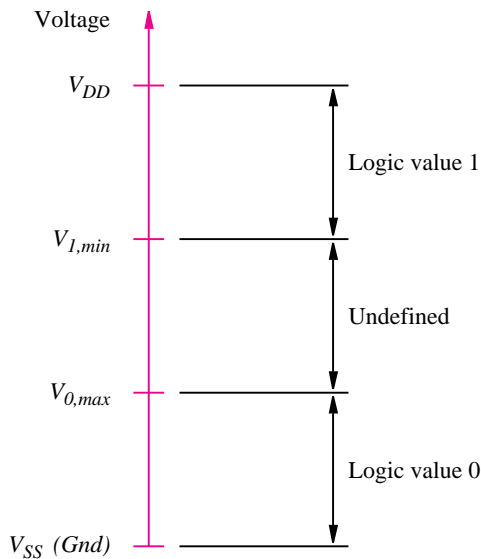 Voltage
V_DD
Logic value 1
V_1,min
Undefined
V_0,max
Logic value 0
V_SS (Gnd)